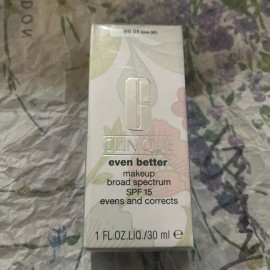 CLINIQUE
even better
makeup
broad spectrum
SPF 15
evens and corrects
1 FL.OZ.LIQ./30 ml e